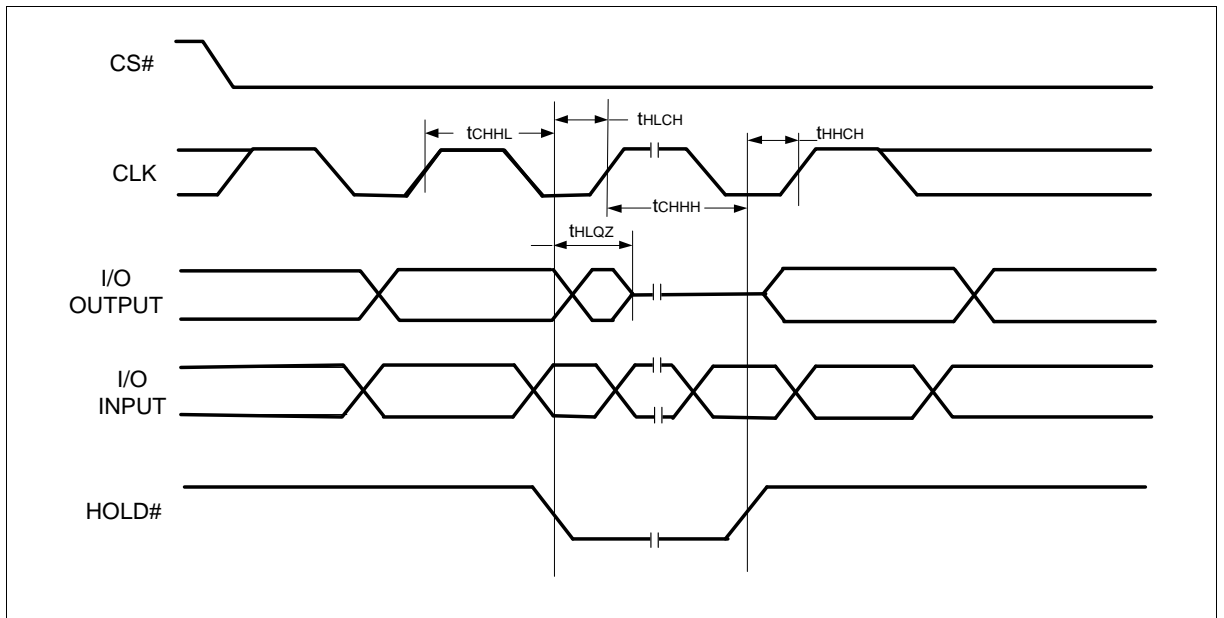 CS#
tCHHL
tHLCH
tHHCH
CLK
tCHHH
tHLQZ
I/O
OUTPUT
I/O
INPUT
HOLD#